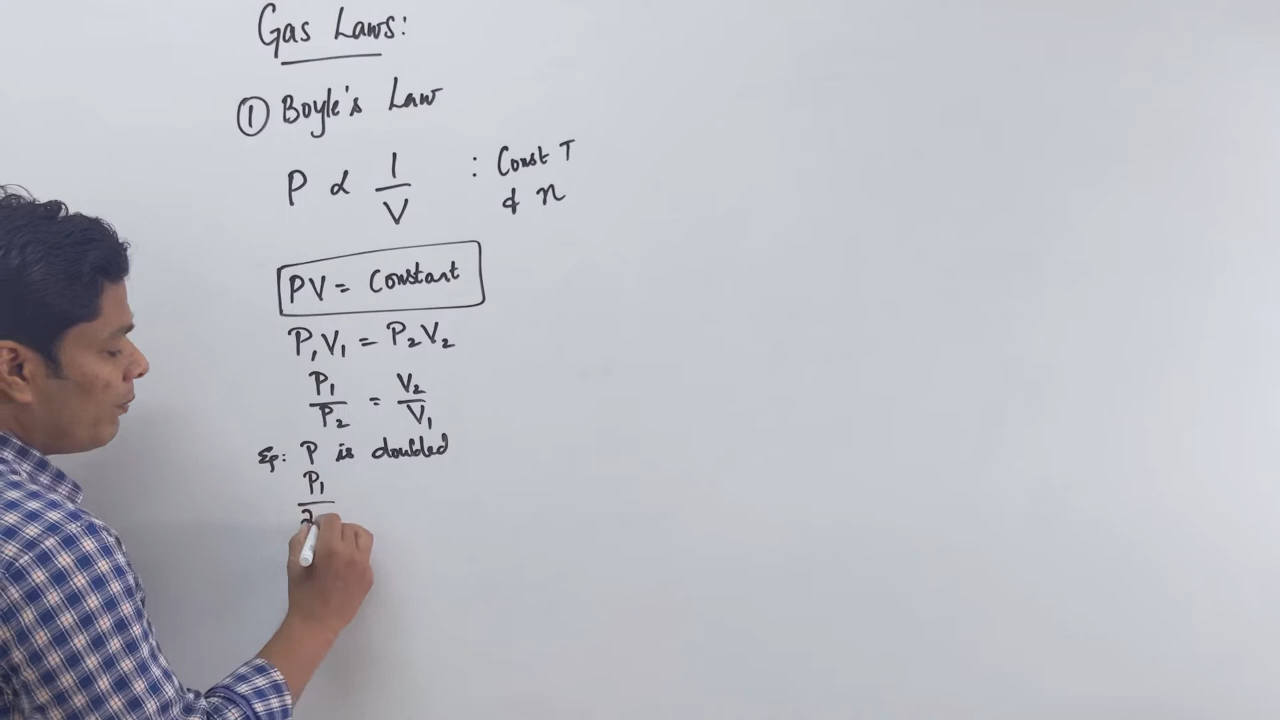 Gas Laws:
① Boyle's Law
P ∝ 1/V : Const T
& n
PV = Constant
P₁V₁ = P₂V₂
P₁/P₂ = V₂/V₁
Eg: P is doubled
P₁/2